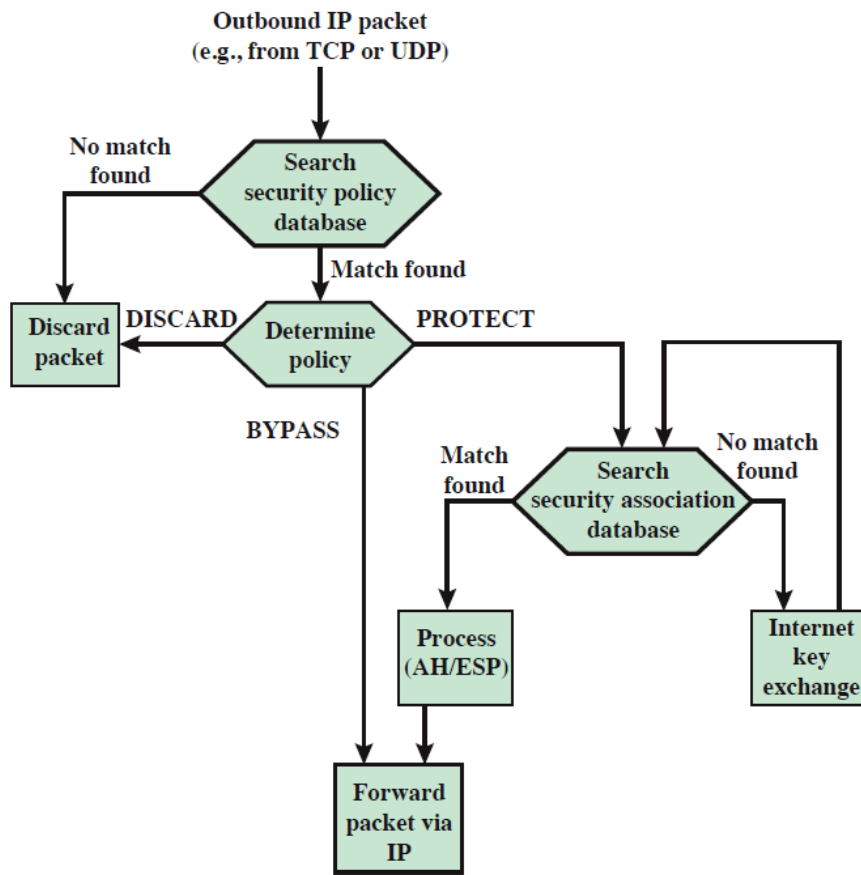 Outbound IP packet
(e.g., from TCP or UDP)
No match
found
Search
security policy
database
Match found
Discard
packet
DISCARD
Determine
policy
PROTECT
BYPASS
Match
found
Search
security association
database
No match
found
Process
(AH/ESP)
Internet
key
exchange
Forward
packet via
IP